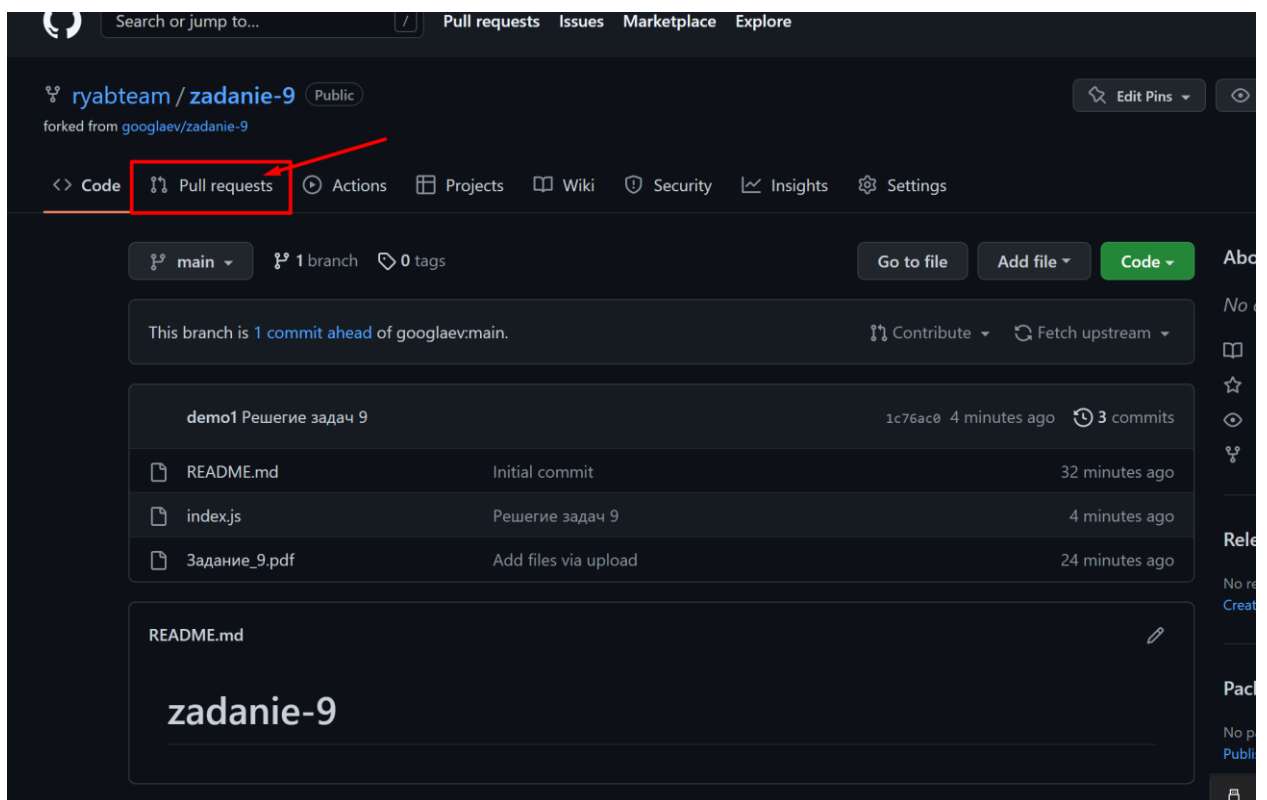 Search or jump to... / Pull requests Issues Marketplace Explore
ryabteam / zadanie-9 Public Edit Pins
forked from googlaev/zadanie-9
<> Code Pull requests Actions Projects Wiki Security Insights Settings
main 1 branch 0 tags Go to file Add file Code
This branch is 1 commit ahead of googlaev:main. Contribute Fetch upstream
No
demo1 Решегие задач 9 1c76ac0 4 minutes ago 3 commits
README.md Initial commit 32 minutes ago
index.js Решегие задач 9 4 minutes ago
Задание_9.pdf Add files via upload 24 minutes ago
No
README.md
zadanie-9
No